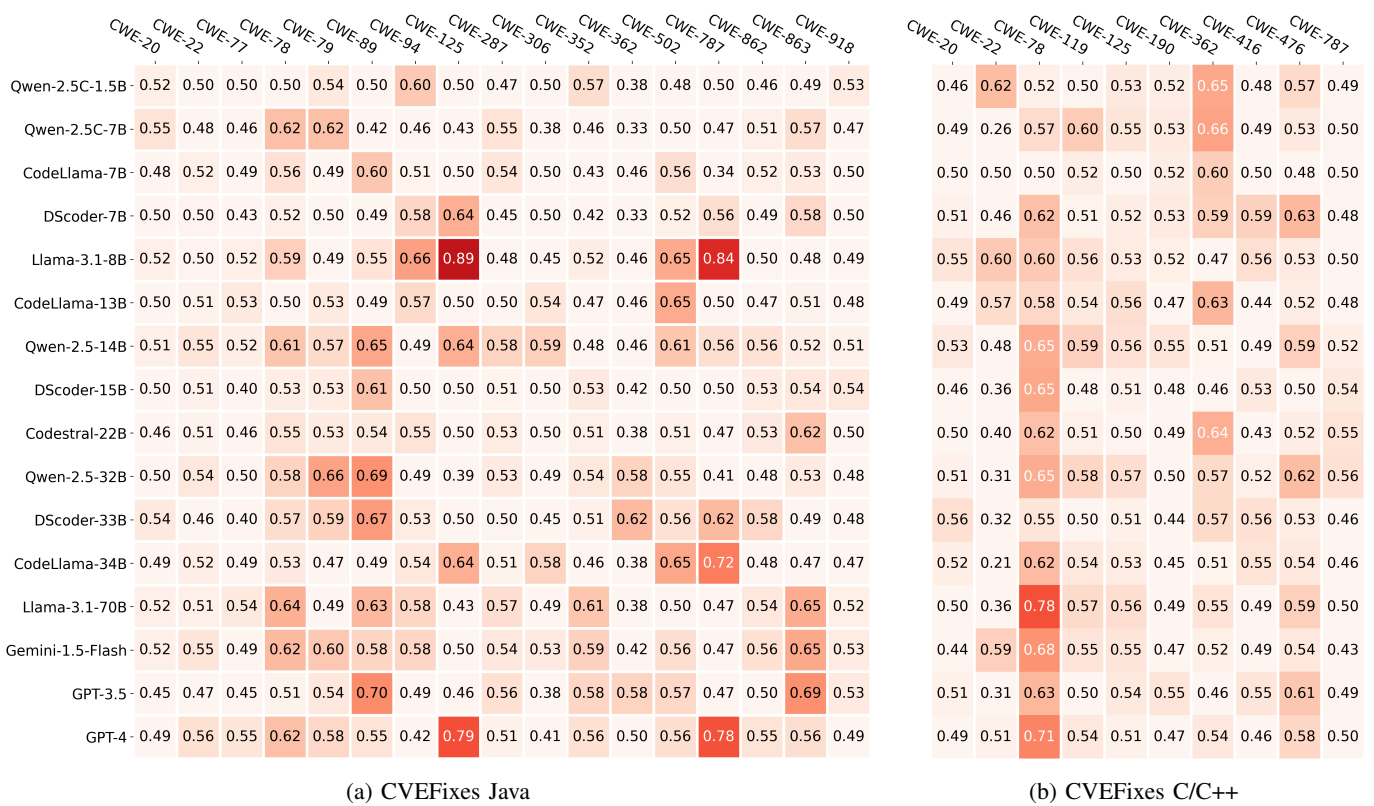 CWE-20 CWE-22 CWE-77 CWE-78 CWE-79 CWE-89 CWE-94 CWE-125 CWE-287 CWE-306 CWE-352 CWE-362 CWE-502 CWE-787 CWE-862 CWE-863 CWE-918
Qwen-2.5C-1.5B 0.52 0.50 0.50 0.50 0.54 0.50 0.60 0.50 0.47 0.50 0.57 0.38 0.48 0.50 0.46 0.49 0.53
Qwen-2.5C-7B 0.55 0.48 0.46 0.62 0.62 0.42 0.46 0.43 0.55 0.38 0.46 0.33 0.50 0.47 0.51 0.57 0.47
CodeLlama-7B 0.48 0.52 0.49 0.56 0.49 0.60 0.51 0.50 0.54 0.50 0.43 0.46 0.56 0.34 0.52 0.53 0.50
DScoder-7B 0.50 0.50 0.43 0.52 0.50 0.49 0.58 0.64 0.45 0.50 0.42 0.33 0.52 0.56 0.49 0.58 0.50
Llama-3.1-8B 0.52 0.50 0.52 0.59 0.49 0.55 0.66 0.89 0.48 0.45 0.52 0.46 0.65 0.84 0.50 0.48 0.49
CodeLlama-13B 0.50 0.51 0.53 0.50 0.53 0.49 0.57 0.50 0.50 0.54 0.47 0.46 0.65 0.50 0.47 0.51 0.48
Qwen-2.5-14B 0.51 0.55 0.52 0.61 0.57 0.65 0.49 0.64 0.58 0.59 0.48 0.46 0.61 0.56 0.56 0.52 0.51
DScoder-15B 0.50 0.51 0.40 0.53 0.53 0.61 0.50 0.50 0.51 0.50 0.53 0.42 0.50 0.50 0.53 0.54 0.54
Codestral-22B 0.46 0.51 0.46 0.55 0.53 0.54 0.55 0.50 0.53 0.50 0.51 0.38 0.51 0.47 0.53 0.62 0.50
Qwen-2.5-32B 0.50 0.54 0.50 0.58 0.66 0.69 0.49 0.39 0.53 0.49 0.54 0.58 0.55 0.41 0.48 0.53 0.48
DScoder-33B 0.54 0.46 0.40 0.57 0.59 0.67 0.53 0.50 0.50 0.45 0.51 0.62 0.56 0.62 0.58 0.49 0.48
CodeLlama-34B 0.49 0.52 0.49 0.53 0.47 0.49 0.54 0.64 0.51 0.58 0.46 0.38 0.65 0.72 0.48 0.47 0.47
Llama-3.1-70B 0.52 0.51 0.54 0.64 0.49 0.63 0.58 0.43 0.57 0.49 0.61 0.38 0.50 0.47 0.54 0.65 0.52
Gemini-1.5-Flash 0.52 0.55 0.49 0.62 0.60 0.58 0.58 0.50 0.54 0.53 0.59 0.42 0.56 0.47 0.56 0.65 0.53
GPT-3.5 0.45 0.47 0.45 0.51 0.54 0.70 0.49 0.46 0.56 0.38 0.58 0.58 0.57 0.47 0.50 0.69 0.53
GPT-4 0.49 0.56 0.55 0.62 0.58 0.55 0.42 0.79 0.51 0.41 0.56 0.50 0.56 0.78 0.55 0.56 0.49
(a) CVEFixes Java
CWE-20 CWE-22 CWE-78 CWE-119 CWE-125 CWE-190 CWE-362 CWE-416 CWE-476 CWE-787
0.46 0.62 0.52 0.50 0.53 0.52 0.65 0.48 0.57 0.49
0.49 0.26 0.57 0.60 0.55 0.53 0.66 0.49 0.53 0.50
0.50 0.50 0.50 0.52 0.50 0.52 0.60 0.50 0.48 0.50
0.51 0.46 0.62 0.51 0.52 0.53 0.59 0.59 0.63 0.48
0.55 0.60 0.60 0.56 0.53 0.52 0.47 0.56 0.53 0.50
0.49 0.57 0.58 0.54 0.56 0.47 0.63 0.44 0.52 0.48
0.53 0.48 0.65 0.59 0.56 0.55 0.51 0.49 0.59 0.52
0.46 0.36 0.65 0.48 0.51 0.48 0.46 0.53 0.50 0.54
0.50 0.40 0.62 0.51 0.50 0.49 0.64 0.43 0.52 0.55
0.51 0.31 0.65 0.58 0.57 0.50 0.57 0.52 0.62 0.56
0.56 0.32 0.55 0.50 0.51 0.44 0.57 0.56 0.53 0.46
0.52 0.21 0.62 0.54 0.53 0.45 0.51 0.55 0.54 0.46
0.50 0.36 0.78 0.57 0.56 0.49 0.55 0.49 0.59 0.50
0.44 0.59 0.68 0.55 0.55 0.47 0.52 0.49 0.54 0.43
0.51 0.31 0.63 0.50 0.54 0.55 0.46 0.55 0.61 0.49
0.49 0.51 0.71 0.54 0.51 0.47 0.54 0.46 0.58 0.50
(b) CVEFixes C/C++